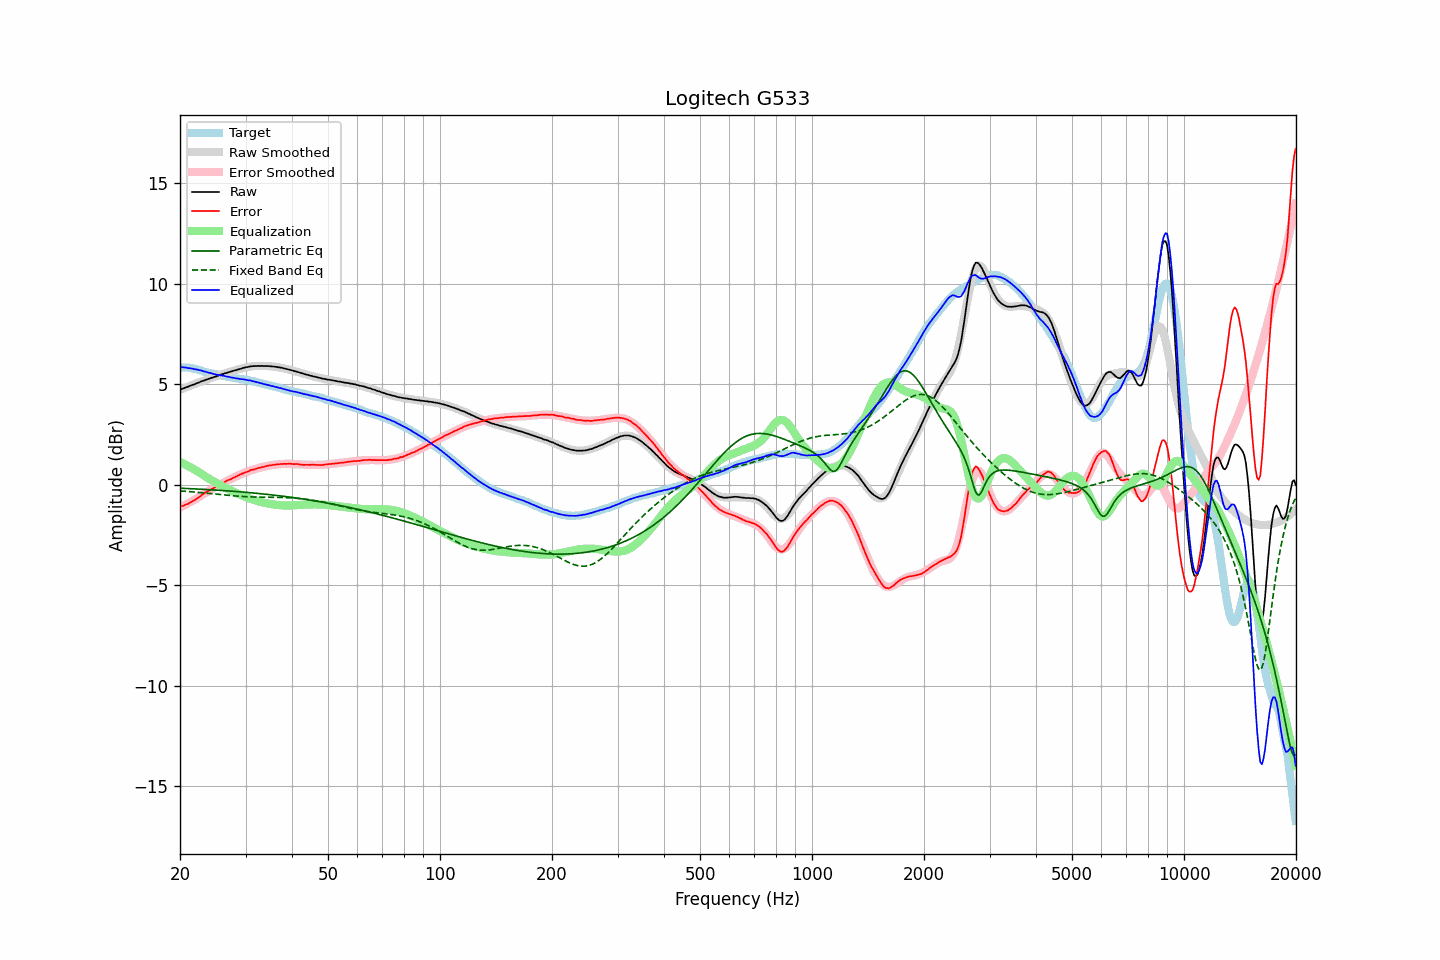 Logitech G533
Target
Raw Smoothed
Error Smoothed
Raw
Error
Equalization
Parametric Eq
Fixed Band Eq
Equalized
Amplitude (dBr)
15
10
5
0
−5
−10
−15
20 50 100 200 500 1000 2000 5000 10000 20000
Frequency (Hz)